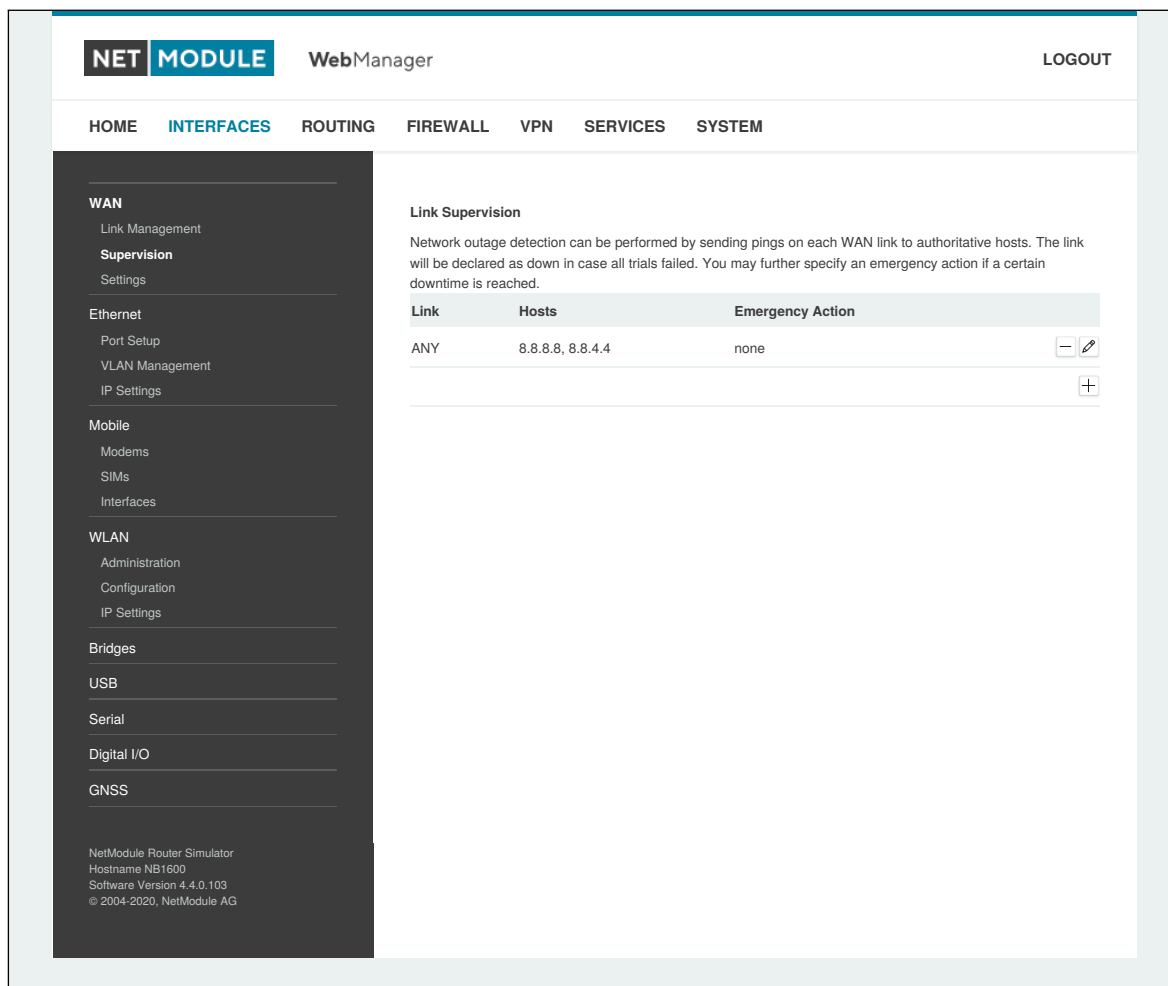 NET MODULE WebManager LOGOUT
HOME INTERFACES ROUTING FIREWALL VPN SERVICES SYSTEM
WAN
Link Management
Supervision
Settings
Ethernet
Port Setup
VLAN Management
IP Settings
Mobile
Modems
SIMs
Interfaces
WLAN
Administration
Configuration
IP Settings
Bridges
USB
Serial
Digital I/O
GNSS
NetModule Router Simulator
Hostname NB1600
Software Version 4.4.0.103
© 2004-2020, NetModule AG
Link Supervision
Network outage detection can be performed by sending pings on each WAN link to authoritative hosts. The link
will be declared as down in case all trials failed. You may further specify an emergency action if a certain
downtime is reached.
Link Hosts Emergency Action
ANY 8.8.8.8, 8.8.4.4 none